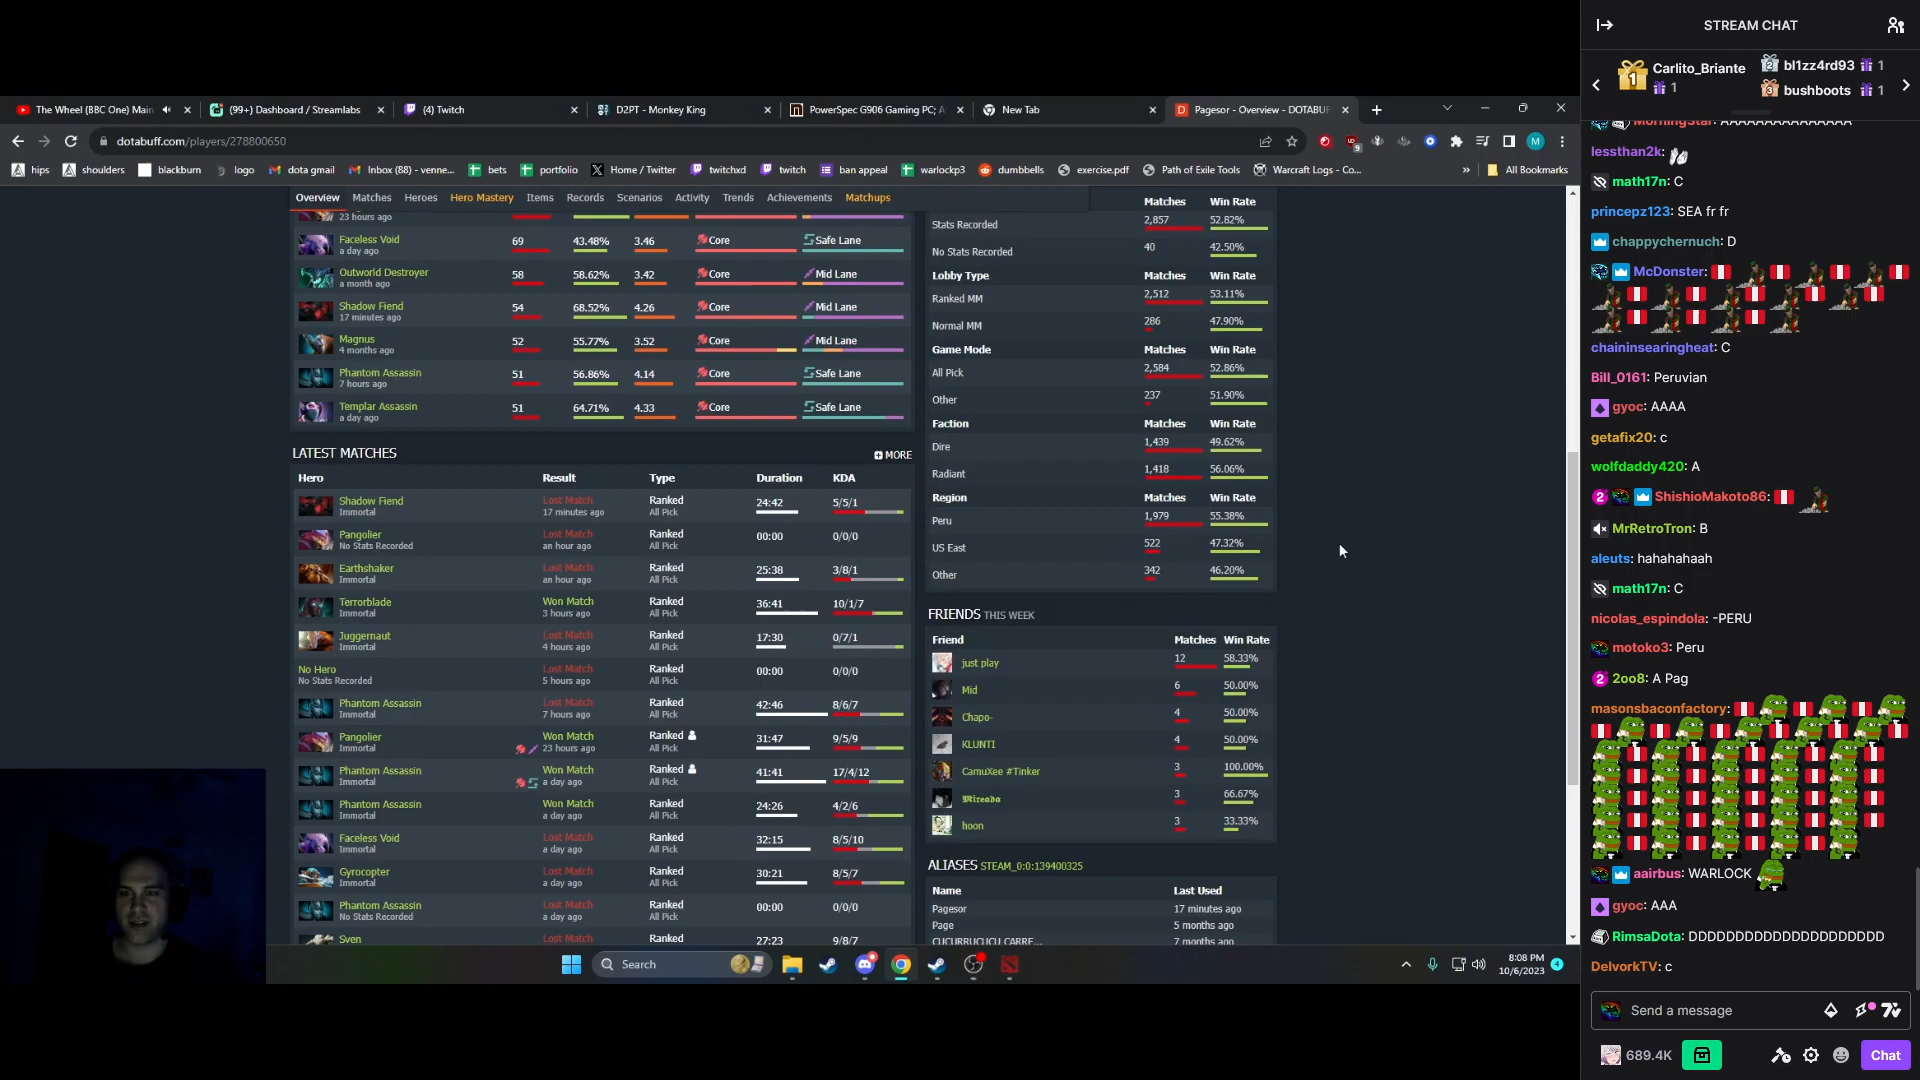 STREAM CHAT
1
Carlito_Briante
1
2
bl1zz4rd93 1
3
bushboots 1
The Wheel (BBC One) Main
(99+) Dashboard / Streamlabs
(4) Twitch
D2PT - Monkey King
PowerSpec G906 Gaming PC; A
New Tab
Pagesor - Overview - DOTABUF
dotabuff.com/players/278800650
9
M
hips
shoulders
blackburn
logo
dota gmail
Inbox (88) - venne...
bets
portfolio
Home / Twitter
twitchxd
twitch
ban appeal
warlockp3
dumbbells
exercise.pdf
Path of Exile Tools
Warcraft Logs - Co...
»
All Bookmarks
Overview Matches Heroes Hero Mastery Items Records Scenarios Activity Trends Achievements Matchups
23 hours ago
Faceless Void 69 43.48% 3.46 Core Safe Lane
a day ago
Outworld Destroyer 58 58.62% 3.42 Core Mid Lane
a month ago
Shadow Fiend 54 68.52% 4.26 Core Mid Lane
17 minutes ago
Magnus 52 55.77% 3.52 Core Mid Lane
4 months ago
Phantom Assassin 51 56.86% 4.14 Core Safe Lane
7 hours ago
Templar Assassin 51 64.71% 4.33 Core Safe Lane
a day ago
LATEST MATCHES
MORE
Hero Result Type Duration KDA
Shadow Fiend Lost Match Ranked 24:42 5/5/1
Immortal 17 minutes ago All Pick
Pangolier Lost Match Ranked 00:00 0/0/0
No Stats Recorded an hour ago All Pick
Earthshaker Lost Match Ranked 25:38 3/8/1
Immortal an hour ago All Pick
Terrorblade Won Match Ranked 36:41 10/1/7
Immortal 3 hours ago All Pick
Juggernaut Lost Match Ranked 17:30 0/7/1
Immortal 4 hours ago All Pick
No Hero Lost Match Ranked 00:00 0/0/0
No Stats Recorded 5 hours ago All Pick
Phantom Assassin Won Match Ranked 42:46 8/6/7
Immortal 7 hours ago All Pick
Pangolier Won Match Ranked 31:47 9/5/9
Immortal 23 hours ago All Pick
Phantom Assassin Won Match Ranked 41:41 17/4/12
Immortal a day ago All Pick
Phantom Assassin Won Match Ranked 24:26 4/2/6
Immortal a day ago All Pick
Faceless Void Lost Match Ranked 32:15 8/5/10
Immortal a day ago All Pick
Gyrocopter Lost Match Ranked 30:21 8/5/7
Immortal a day ago All Pick
Phantom Assassin Lost Match Ranked 00:00 0/0/0
No Stats Recorded a day ago All Pick
Sven Lost Match Ranked 27:23 9/8/7
Matches Win Rate
Stats Recorded 2,857 52.82%
No Stats Recorded 40 42.50%
Lobby Type Matches Win Rate
Ranked MM 2,512 53.11%
Normal MM 286 47.90%
Game Mode Matches Win Rate
All Pick 2,584 52.86%
Other 237 51.90%
Faction Matches Win Rate
Dire 1,439 49.62%
Radiant 1,418 56.06%
Region Matches Win Rate
Peru 1,979 55.38%
US East 522 47.32%
Other 342 46.20%
FRIENDS THIS WEEK
Friend Matches Win Rate
just play 12 58.33%
Mid 6 50.00%
Chapo- 4 50.00%
KLUNTI 4 50.00%
CamuXee #Tinker 3 100.00%
3 66.67%
hoon 3 33.33%
ALIASES STEAM_0:0:139400325
Name Last Used
Pagesor 17 minutes ago
Page 5 months ago
CUCURRUCUCU CARRE... 7 months ago
Search
8:08 PM
10/6/2023
4
MorningStar: AAAAAAAAAAAAAAA
lessthan2k:
math17n: C
princepz123: SEA fr fr
chappychernuch: D
McDonster:
chaininsearingheat: C
Bill_0161: Peruvian
gyoc: AAAA
getafix20: c
wolfdaddy420: A
2 ShishioMakoto86:
MrRetroTron: B
aleuts: hahahahaah
math17n: C
nicolas_espindola: -PERU
motoko3: Peru
2 2oo8: A Pag
masonsbaconfactory:
aairbus: WARLOCK
gyoc: AAA
RimsaDota: DDDDDDDDDDDDDDDDDDDDD
DelvorkTV: c
Send a message
689.4K
Chat